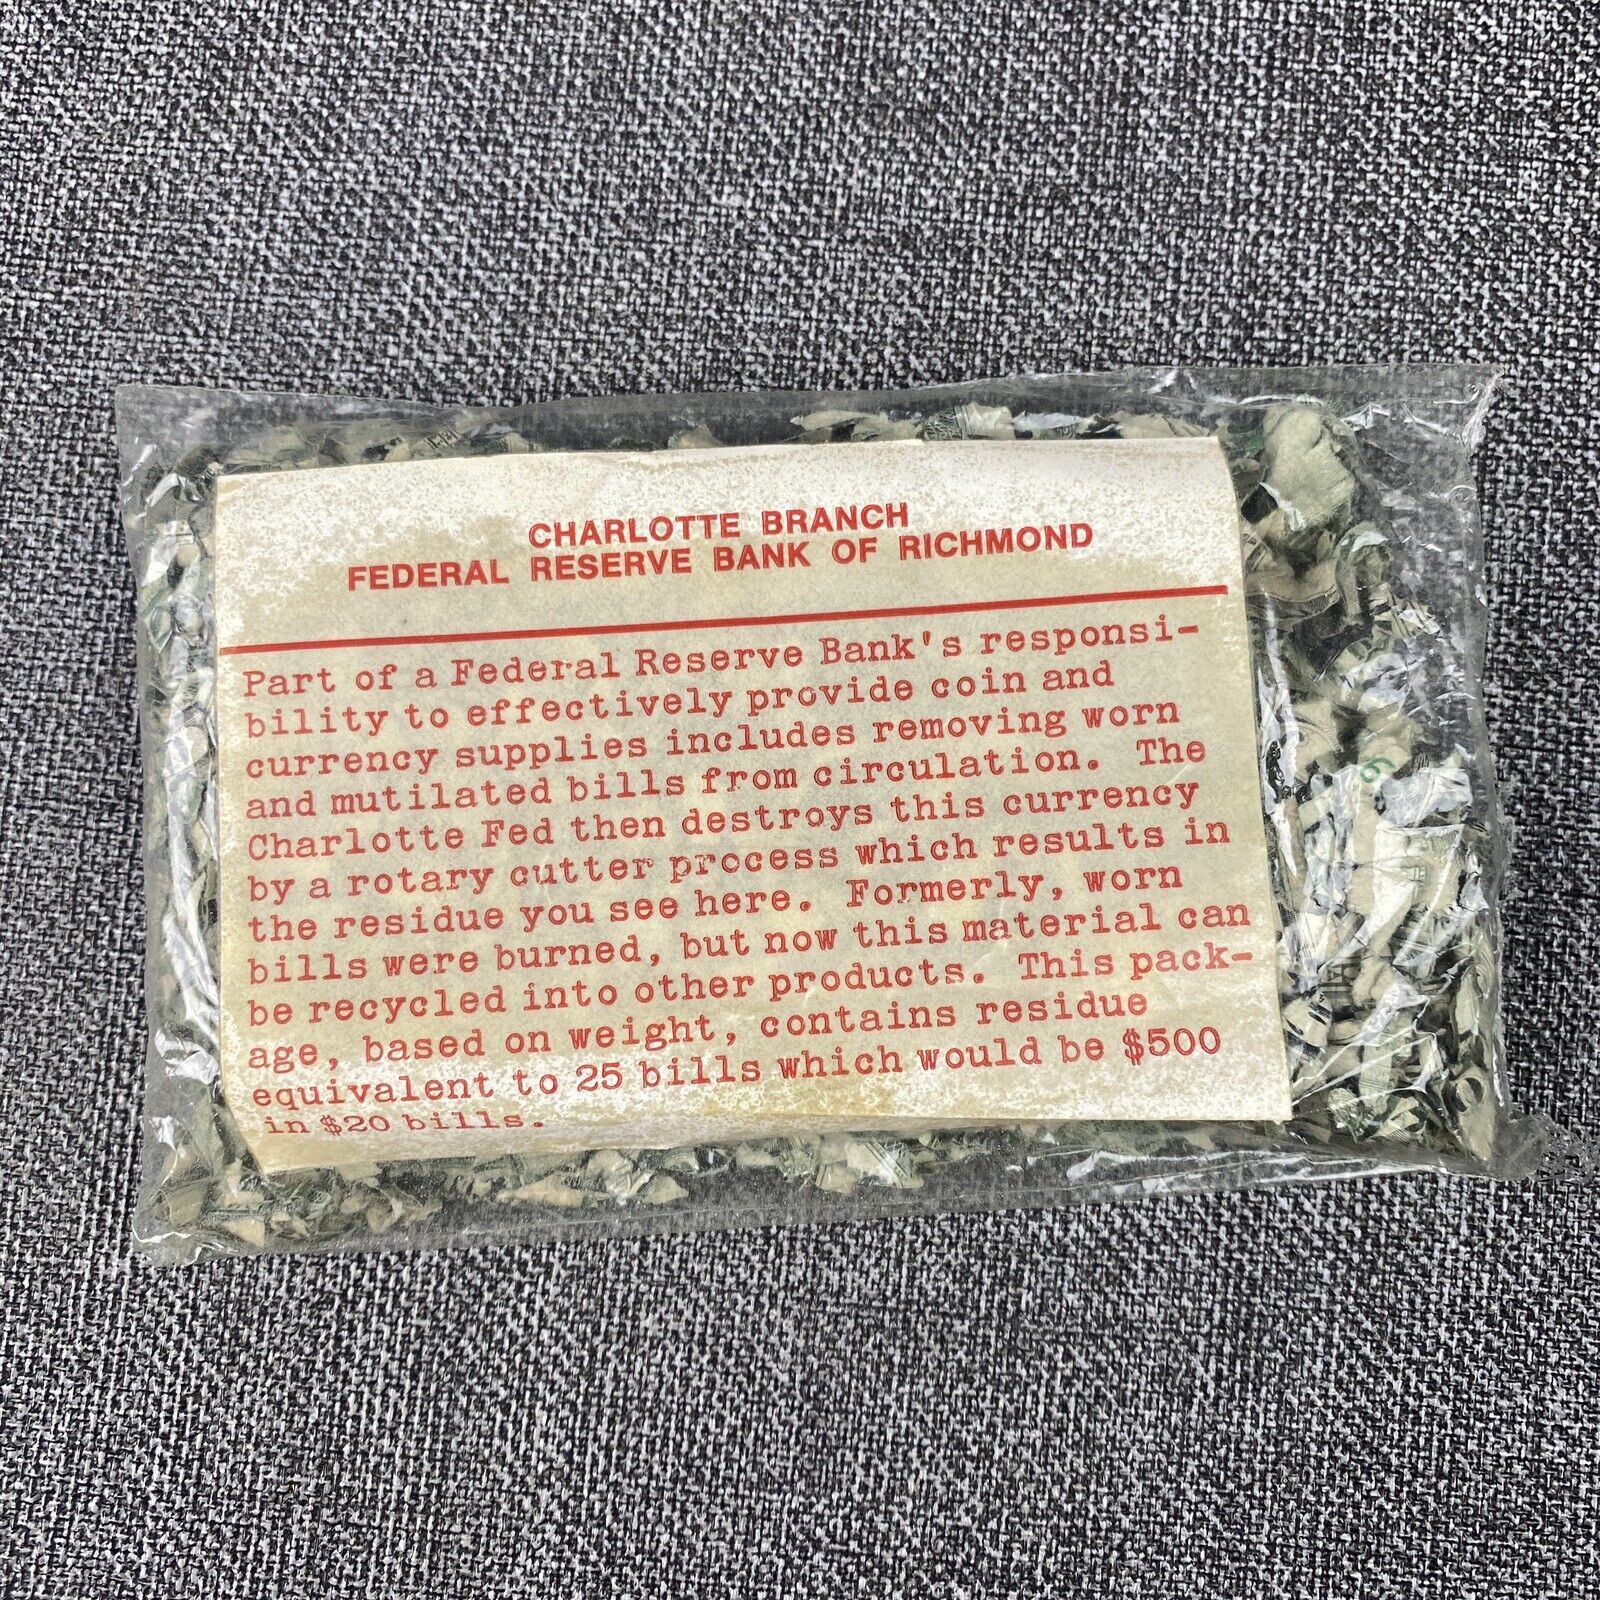 CHARLOTTE BRANCH
FEDERAL RESERVE BANK OF RICHMOND
Part of a Federal Reserve Bank's responsi-
bility to effectively provide coin and
currency supplies includes removing worn
and mutilated bills from circulation. The
Charlotte Fed then destroys this currency
by a rotary cutter process which results in
the residue you see here. Formerly, worn
bills were burned, but now this material can
be recycled into other products. This pack-
age, based on weight, contains residue
equivalent to 25 bills which would be $500
in $20 bills.